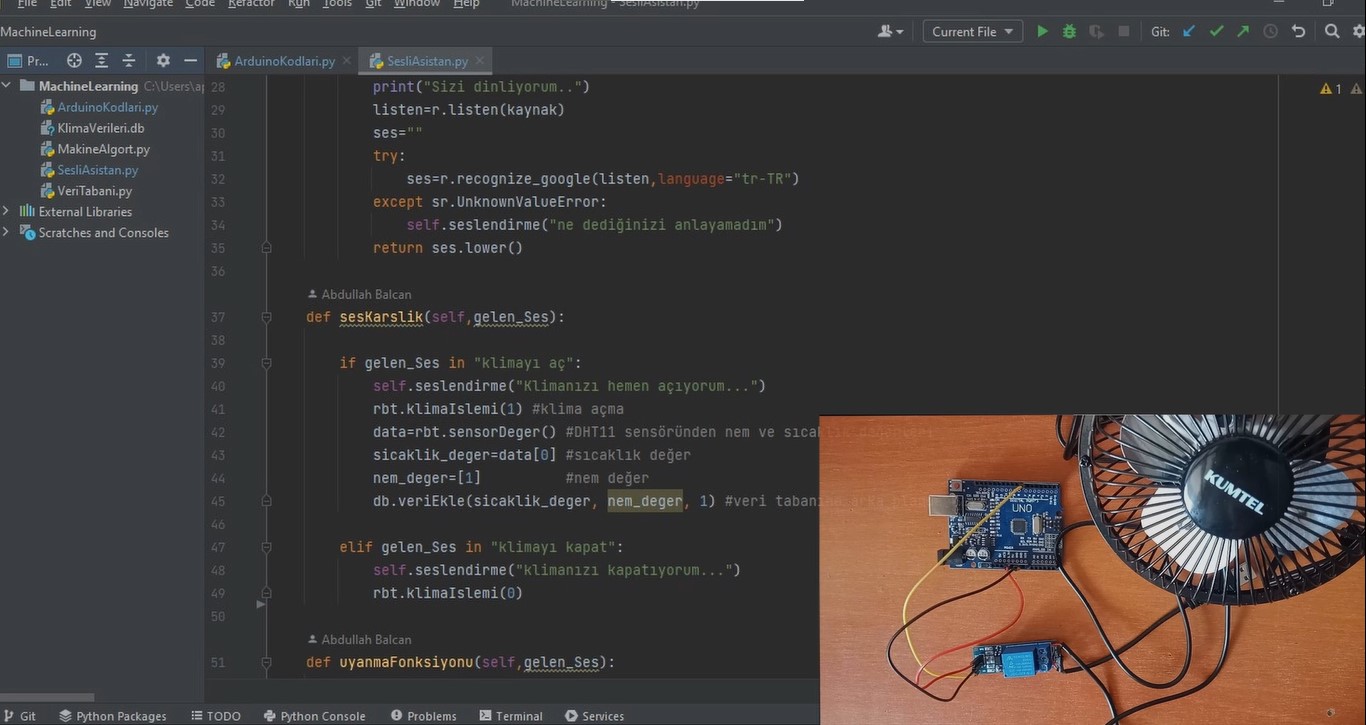 File Edit View Navigate Code Refactor Run Tools Git Window Help MachineLearning - SesliAsistan.py
MachineLearning
Current File
Git:
Pr...
ArduinoKodlari.py
SesliAsistan.py
MachineLearning C:\Users\ap
ArduinoKodlari.py
KlimaVerileri.db
MakineAlgort.py
SesliAsistan.py
VeriTabani.py
External Libraries
Scratches and Consoles
1
28 print("Sizi dinliyorum..")
29 listen=r.listen(kaynak)
30 ses=""
31 try:
32 ses=r.recognize_google(listen,language="tr-TR")
33 except sr.UnknownValueError:
34 self.seslendirme("ne dediğinizi anlayamadım")
35 return ses.lower()
36
Abdullah Balcan
37 def sesKarslik(self,gelen_Ses):
38
39 if gelen_Ses in "klimayı aç":
40 self.seslendirme("Klimanızı hemen açıyorum...")
41 rbt.klimaIslemi(1) #klima açma
42 data=rbt.sensorDeger() #DHT11 sensöründen nem ve
43 sicaklik_deger=data[0] #sıcaklık değer
44 nem_deger=[1] #nem değer
45 db.veriEkle(sicaklik_deger, nem_deger, 1) #veri
46
47 elif gelen_Ses in "klimayı kapat":
48 self.seslendirme("klimanızı kapatıyorum...")
49 rbt.klimaIslemi(0)
50
Abdullah Balcan
51 def uyanmaFonksiyonu(self,gelen_Ses):
KUMTEL
UNO
Git Python Packages TODO Python Console Problems Terminal Services